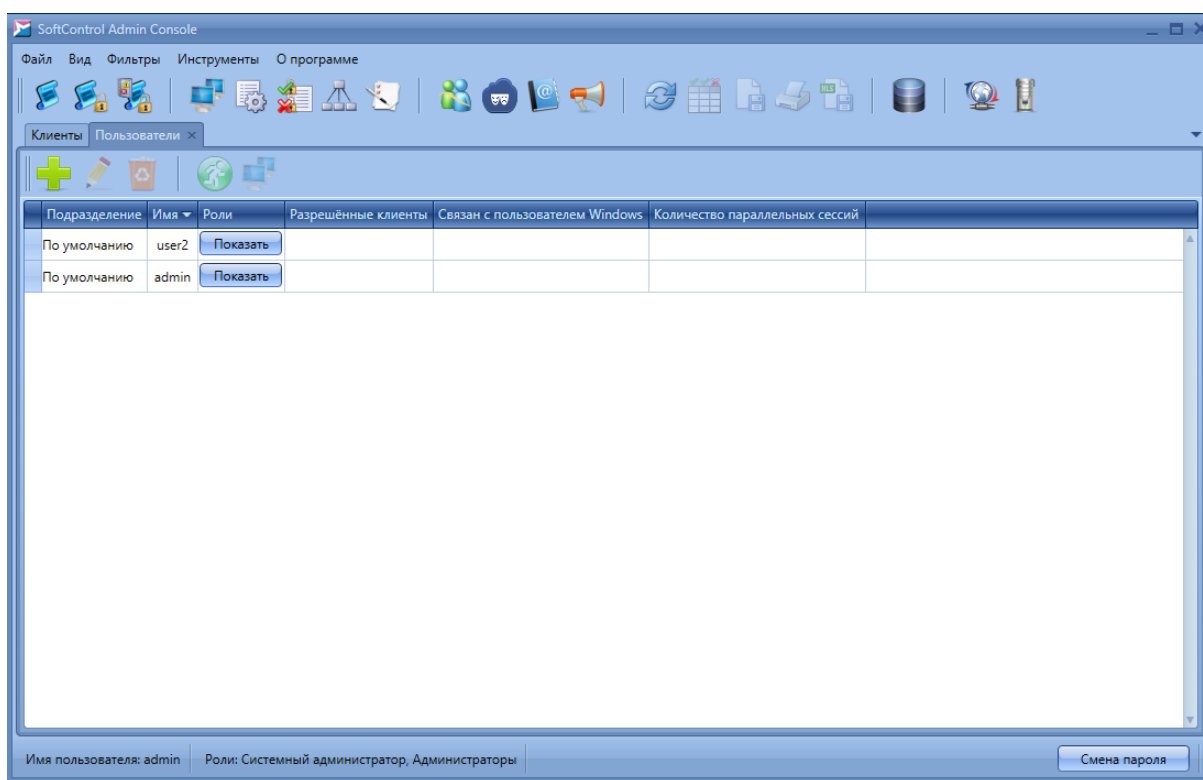 SoftControl Admin Console
Файл Вид Фильтры Инструменты О программе
Клиенты Пользователи
Подразделение Имя Роли Разрешённые клиенты Связан с пользователем Windows Количество параллельных сессий
По умолчанию user2 Показать
По умолчанию admin Показать
Имя пользователя: admin Роли: Системный администратор, Администраторы Смена пароля